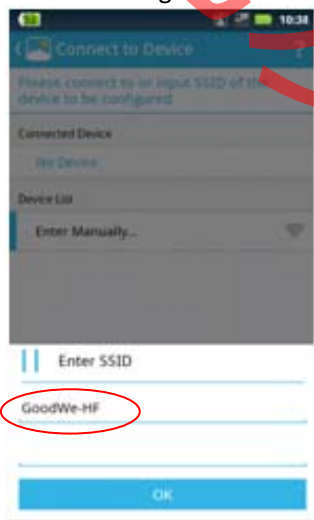 10:38
Connect to Device
?
Please connect to or input SSID of the
device to be configured
Connected Device
No Device
Device List
Enter Manually...
Enter SSID
GoodWe-HF
OK